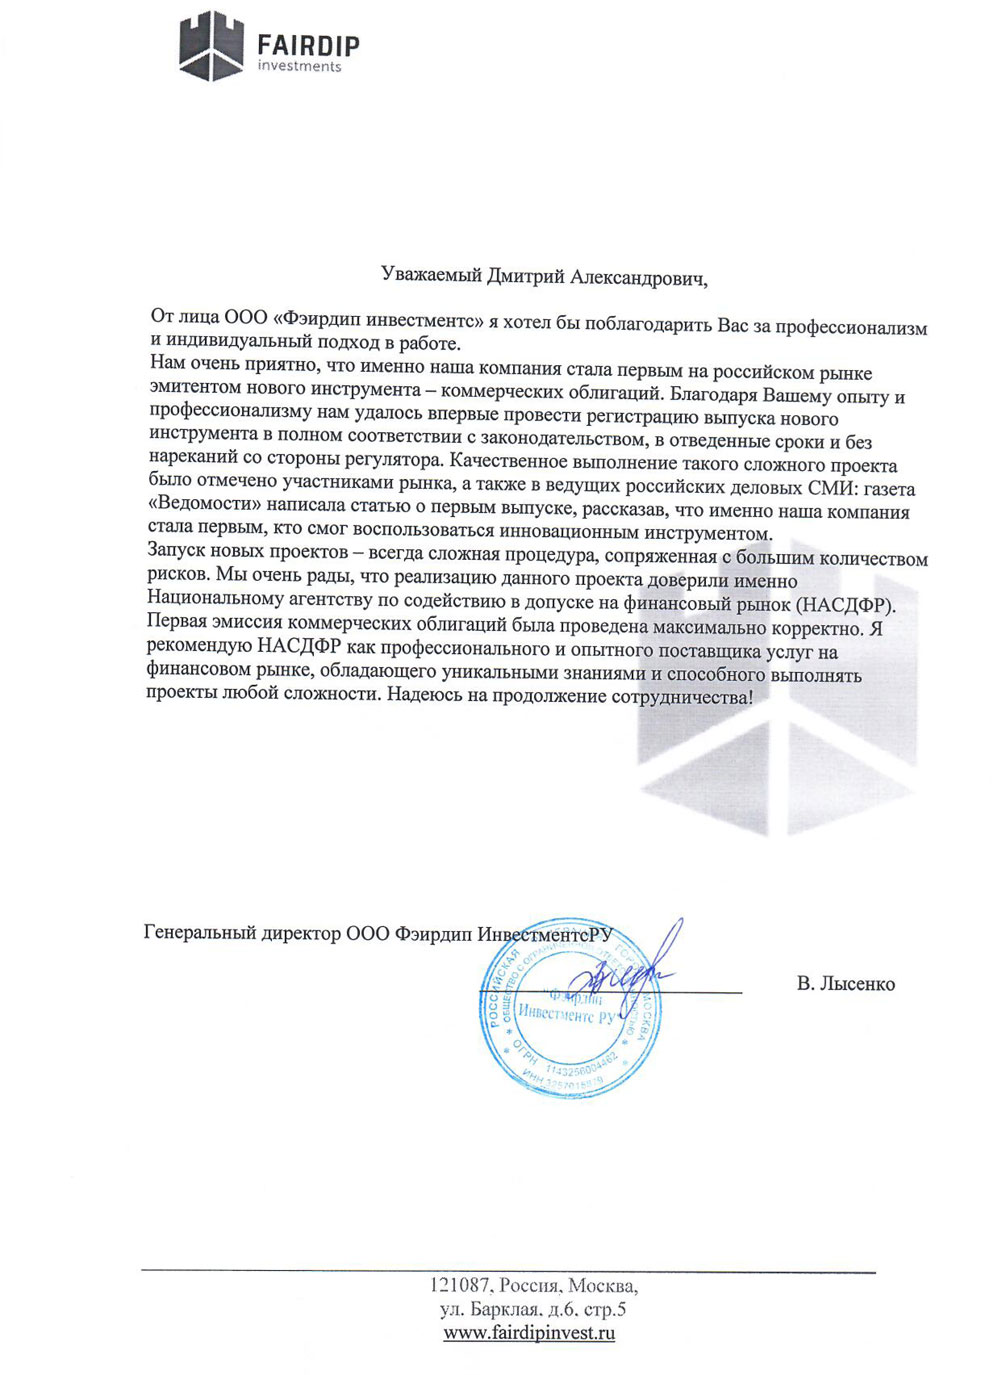 FAIRDIP
investments
Уважаемый Дмитрий Александрович,
От лица ООО «Фэирдип инвестментс» я хотел бы поблагодарить Вас за профессионализм
и индивидуальный подход в работе.
Нам очень приятно, что именно наша компания стала первым на российском рынке
эмитентом нового инструмента – коммерческих облигаций. Благодаря Вашему опыту и
профессионализму нам удалось впервые провести регистрацию выпуска нового
инструмента в полном соответствии с законодательством, в отведенные сроки и без
нареканий со стороны регулятора. Качественное выполнение такого сложного проекта
было отмечено участниками рынка, а также в ведущих российских деловых СМИ: газета
«Ведомости» написала статью о первым выпуске, рассказав, что именно наша компания
стала первым, кто смог воспользоваться инновационным инструментом.
Запуск новых проектов – всегда сложная процедура, сопряженная с большим количеством
рисков. Мы очень рады, что реализацию данного проекта доверили именно
Национальному агентству по содействию в допуске на финансовый рынок (НАСДФР).
Первая эмиссия коммерческих облигаций была проведена максимально корректно. Я
рекомендую НАСДФР как профессионального и опытного поставщика услуг на
финансовом рынке, обладающего уникальными знаниями и способного выполнять
проекты любой сложности. Надеюсь на продолжение сотрудничества!
Генеральный директор ООО Фэирдип ИнвестментсРУ
В. Лысенко
РОССИЙСКАЯ МОСКВА
ОБЩЕСТВО С ОГРАНИЧЕННОЙ
"Фэирдип
Инвестментс РУ"
ОГРН 1143256004462
ИНН
121087, Россия, Москва,
ул. Барклая, д.6, стр.5
www.fairdipinvest.ru